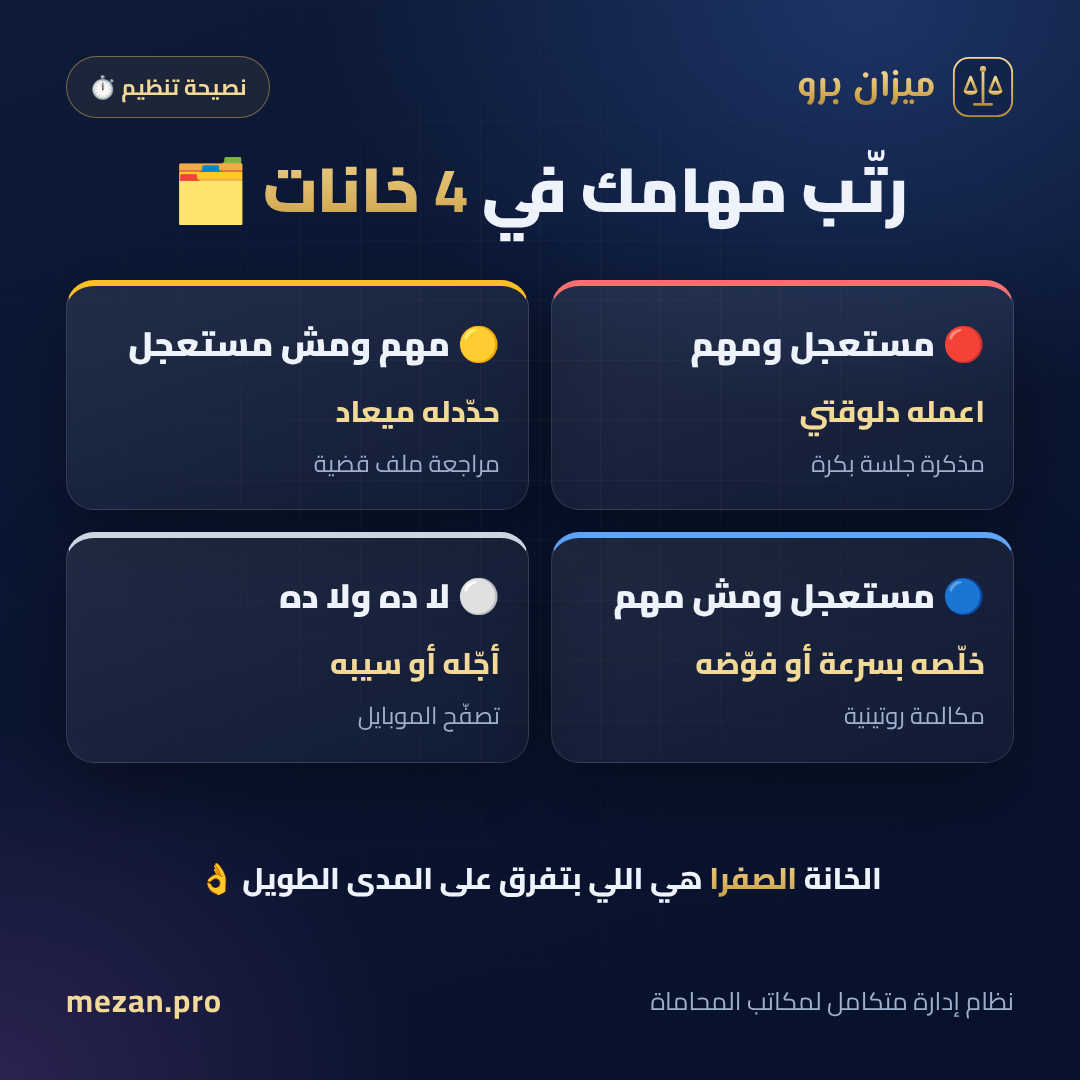 ميزان برو
نصيحة تنظيم ⏱️
رتّب مهامك في 4 خانات 🗂️
🔴 مستعجل ومهم
اعمله دلوقتي
مذكرة جلسة بكرة
🟡 مهم ومش مستعجل
حدّدله ميعاد
مراجعة ملف قضية
🔵 مستعجل ومش مهم
خلّصه بسرعة أو فوّضه
مكالمة روتينية
⚪ لا ده ولا ده
أجّله أو سيبه
تصفّح الموبايل
الخانة الصفرا هي اللي بتفرق على المدى الطويل 👌
نظام إدارة متكامل لمكاتب المحاماة
mezan.pro